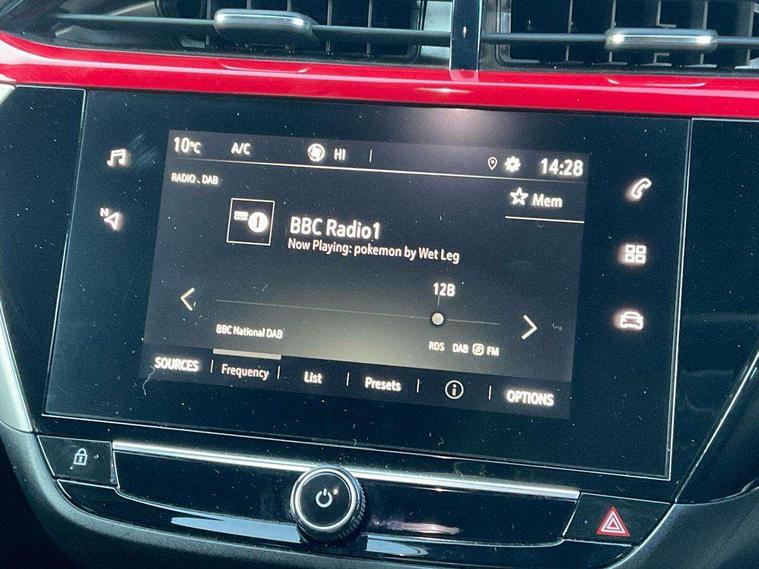 10°C A/C HI 14:28
RADIO . DAB
Mem
BBC Radio1
Now Playing: pokemon by Wet Leg
12B
BBC National DAB
RDS DAB FM
SOURCES Frequency List Presets OPTIONS
N